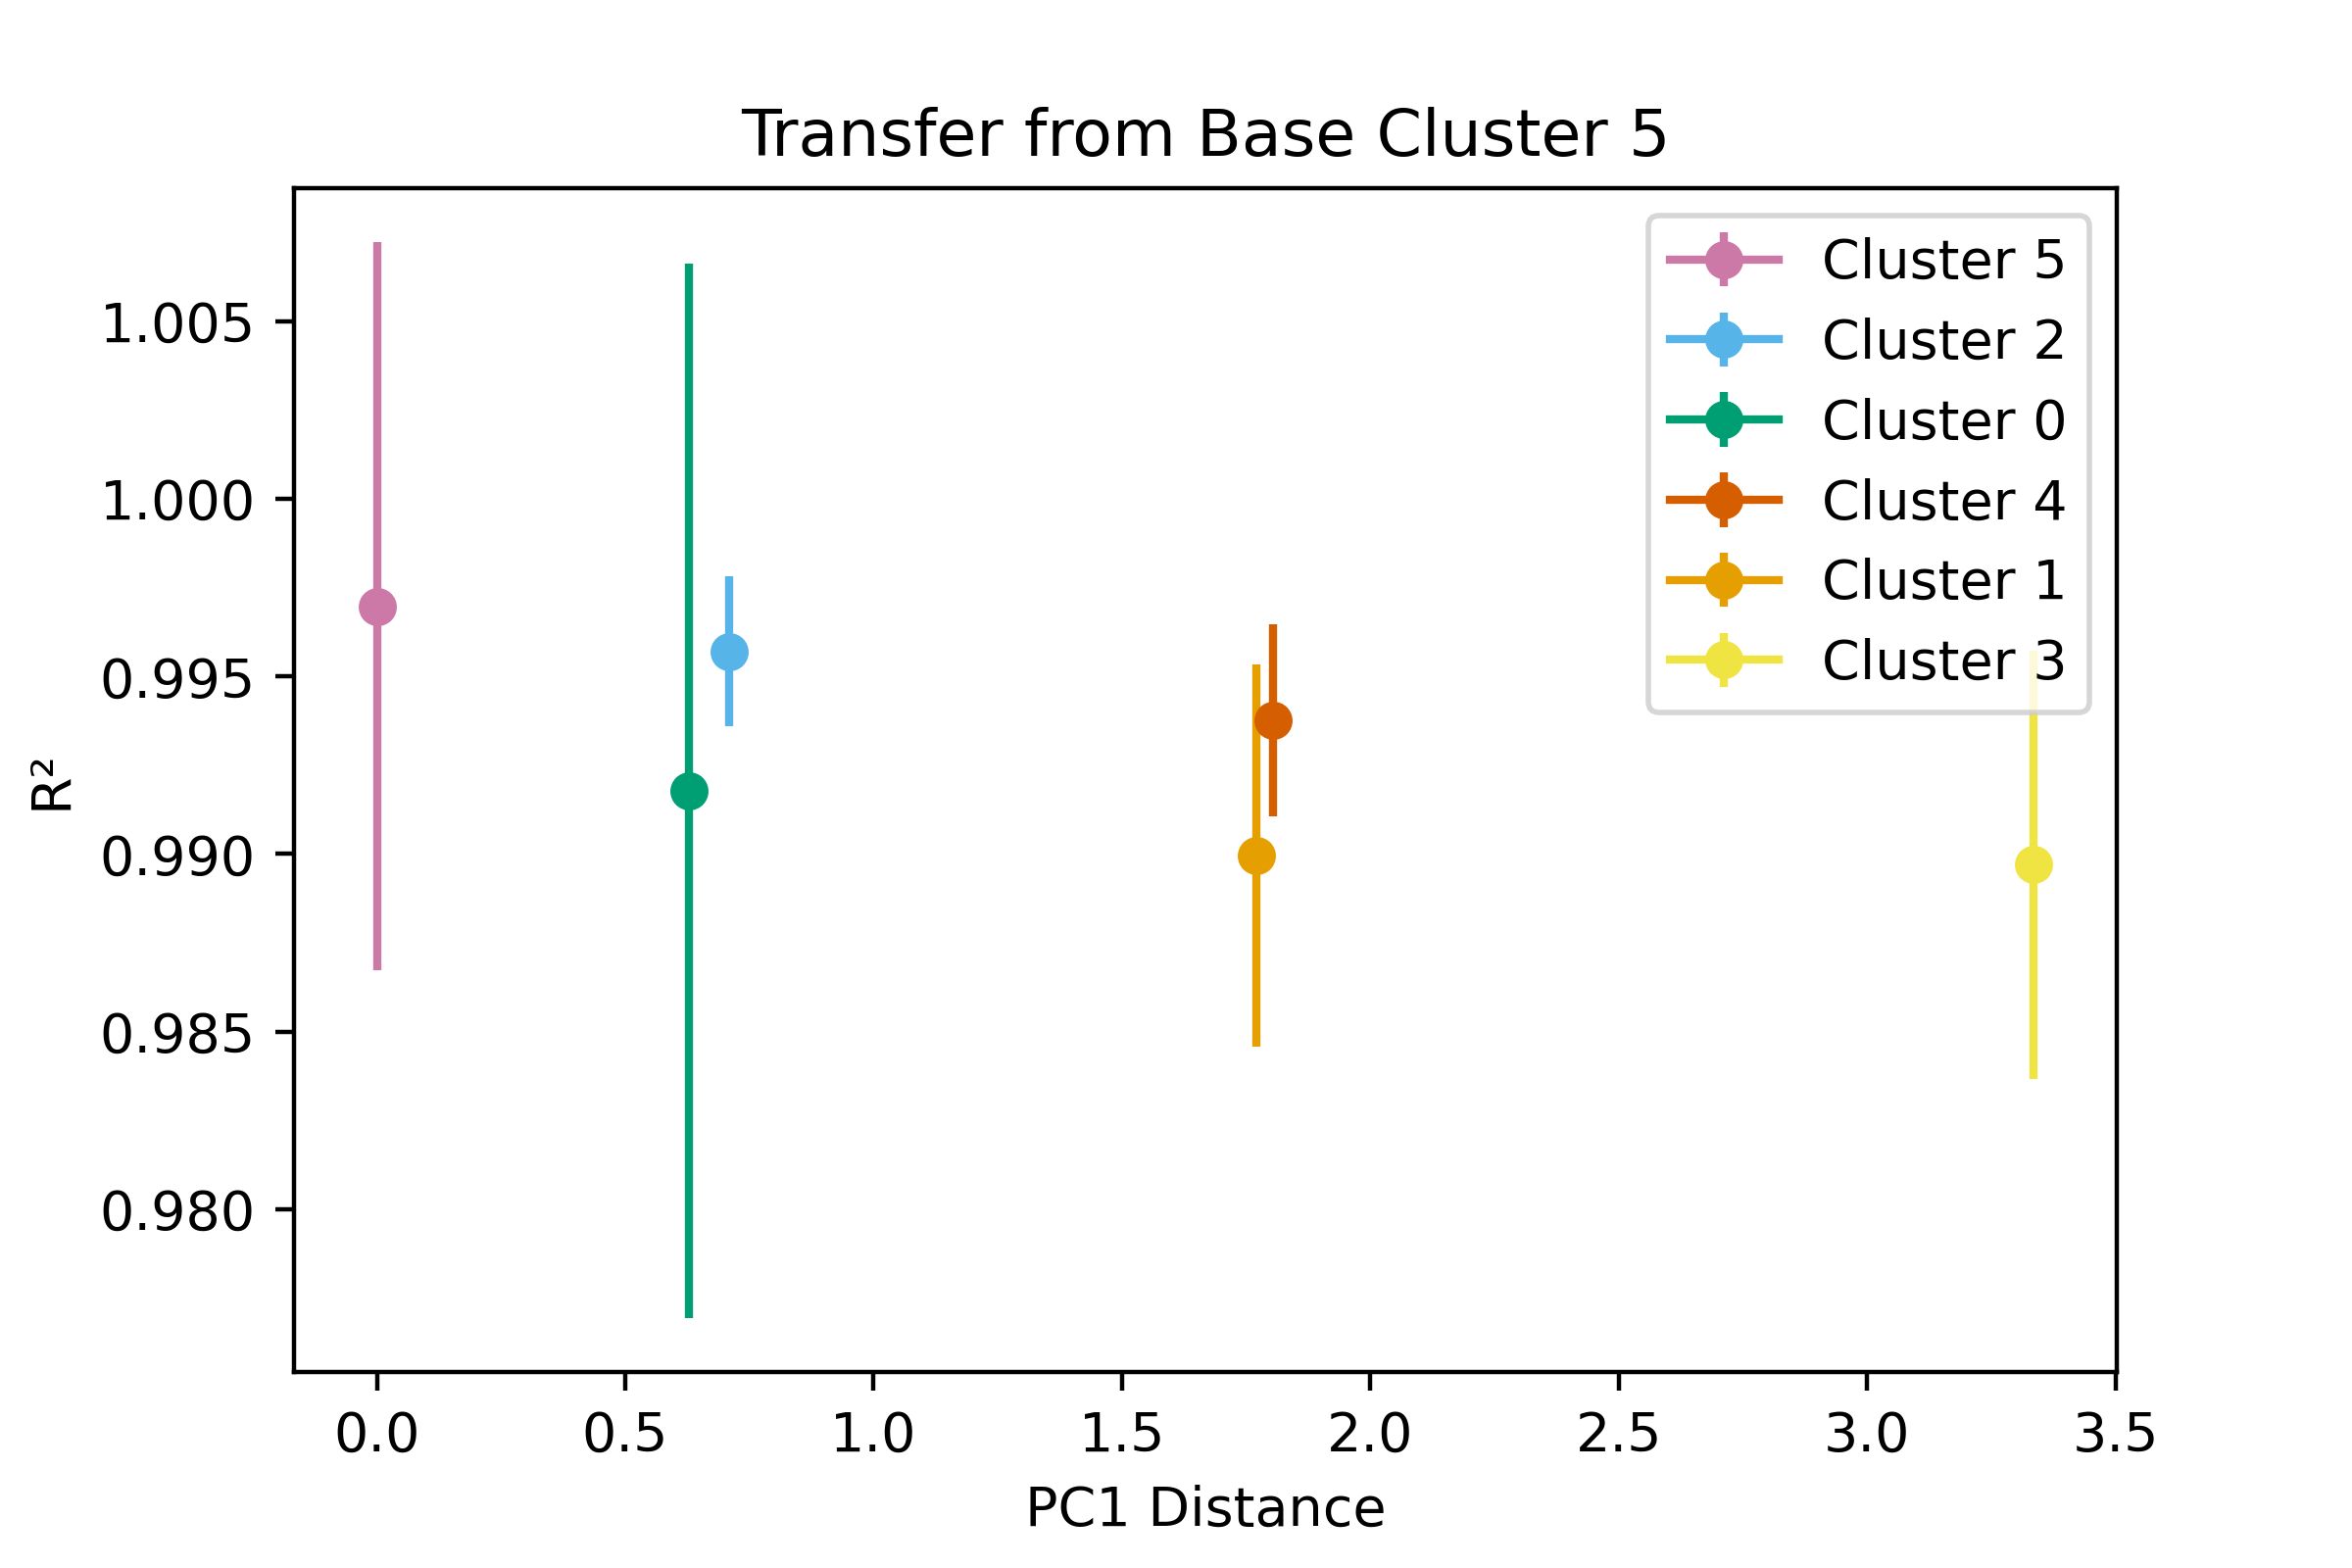 Transfer from Base Cluster 5
Cluster 5
Cluster 2
Cluster 0
Cluster 4
Cluster 1
Cluster 3
1.005
1.000
0.995
0.990
0.985
0.980
R²
0.0 0.5 1.0 1.5 2.0 2.5 3.0 3.5
PC1 Distance